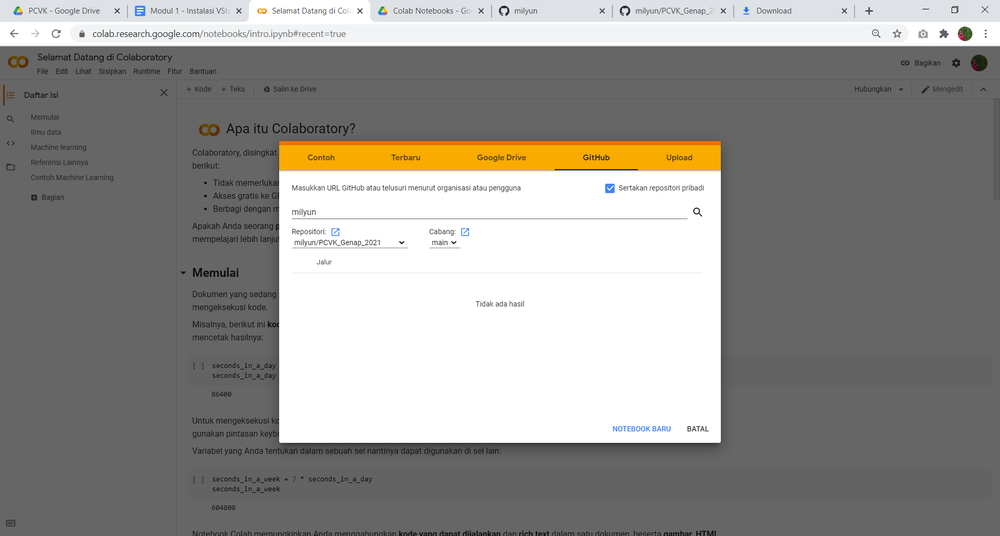 PCVK - Google Drive
Modul 1 - Instalasi VStu
Selamat Datang di Cola
Colab Notebooks - Goo
milyun
milyun/PCVK_Genap_2
Download
colab.research.google.com/notebooks/intro.ipynb#recent=true
Selamat Datang di Colaboratory
File Edit Lihat Sisipkan Runtime Fitur Bantuan
Bagikan
Daftar isi
+ Kode + Teks Salin ke Drive
Hubungkan
Mengedit
Memulai
Ilmu data
Machine learning
Referensi Lainnya
Contoh Machine Learning
Bagian
Apa itu Colaboratory?
Colaboratory, disingkat
berikut:
• Tidak memerlukan
• Akses gratis ke GP
• Berbagi dengan m
Apakah Anda seorang p
mempelajari lebih lanjut
Memulai
Dokumen yang sedang
mengeksekusi kode.
Misalnya, berikut ini kod
mencetak hasilnya:
[ ] seconds_in_a_day
seconds_in_a_day
86400
Untuk mengeksekusi ko
gunakan pintasan keybo
Variabel yang Anda tentukan dalam sebuah sel nantinya dapat digunakan di sel lain:
[ ] seconds_in_a_week = 7 * seconds_in_a_day
seconds_in_a_week
604800
Notebook Colab memungkinkan Anda menggabungkan kode yang dapat dijalankan dan rich text dalam satu dokumen, beserta gambar, HTML,
Contoh Terbaru Google Drive GitHub Upload
Masukkan URL GitHub atau telusuri menurut organisasi atau pengguna
Sertakan repositori pribadi
milyun
Repositori:
Cabang:
milyun/PCVK_Genap_2021
main
Jalur
Tidak ada hasil
NOTEBOOK BARU BATAL